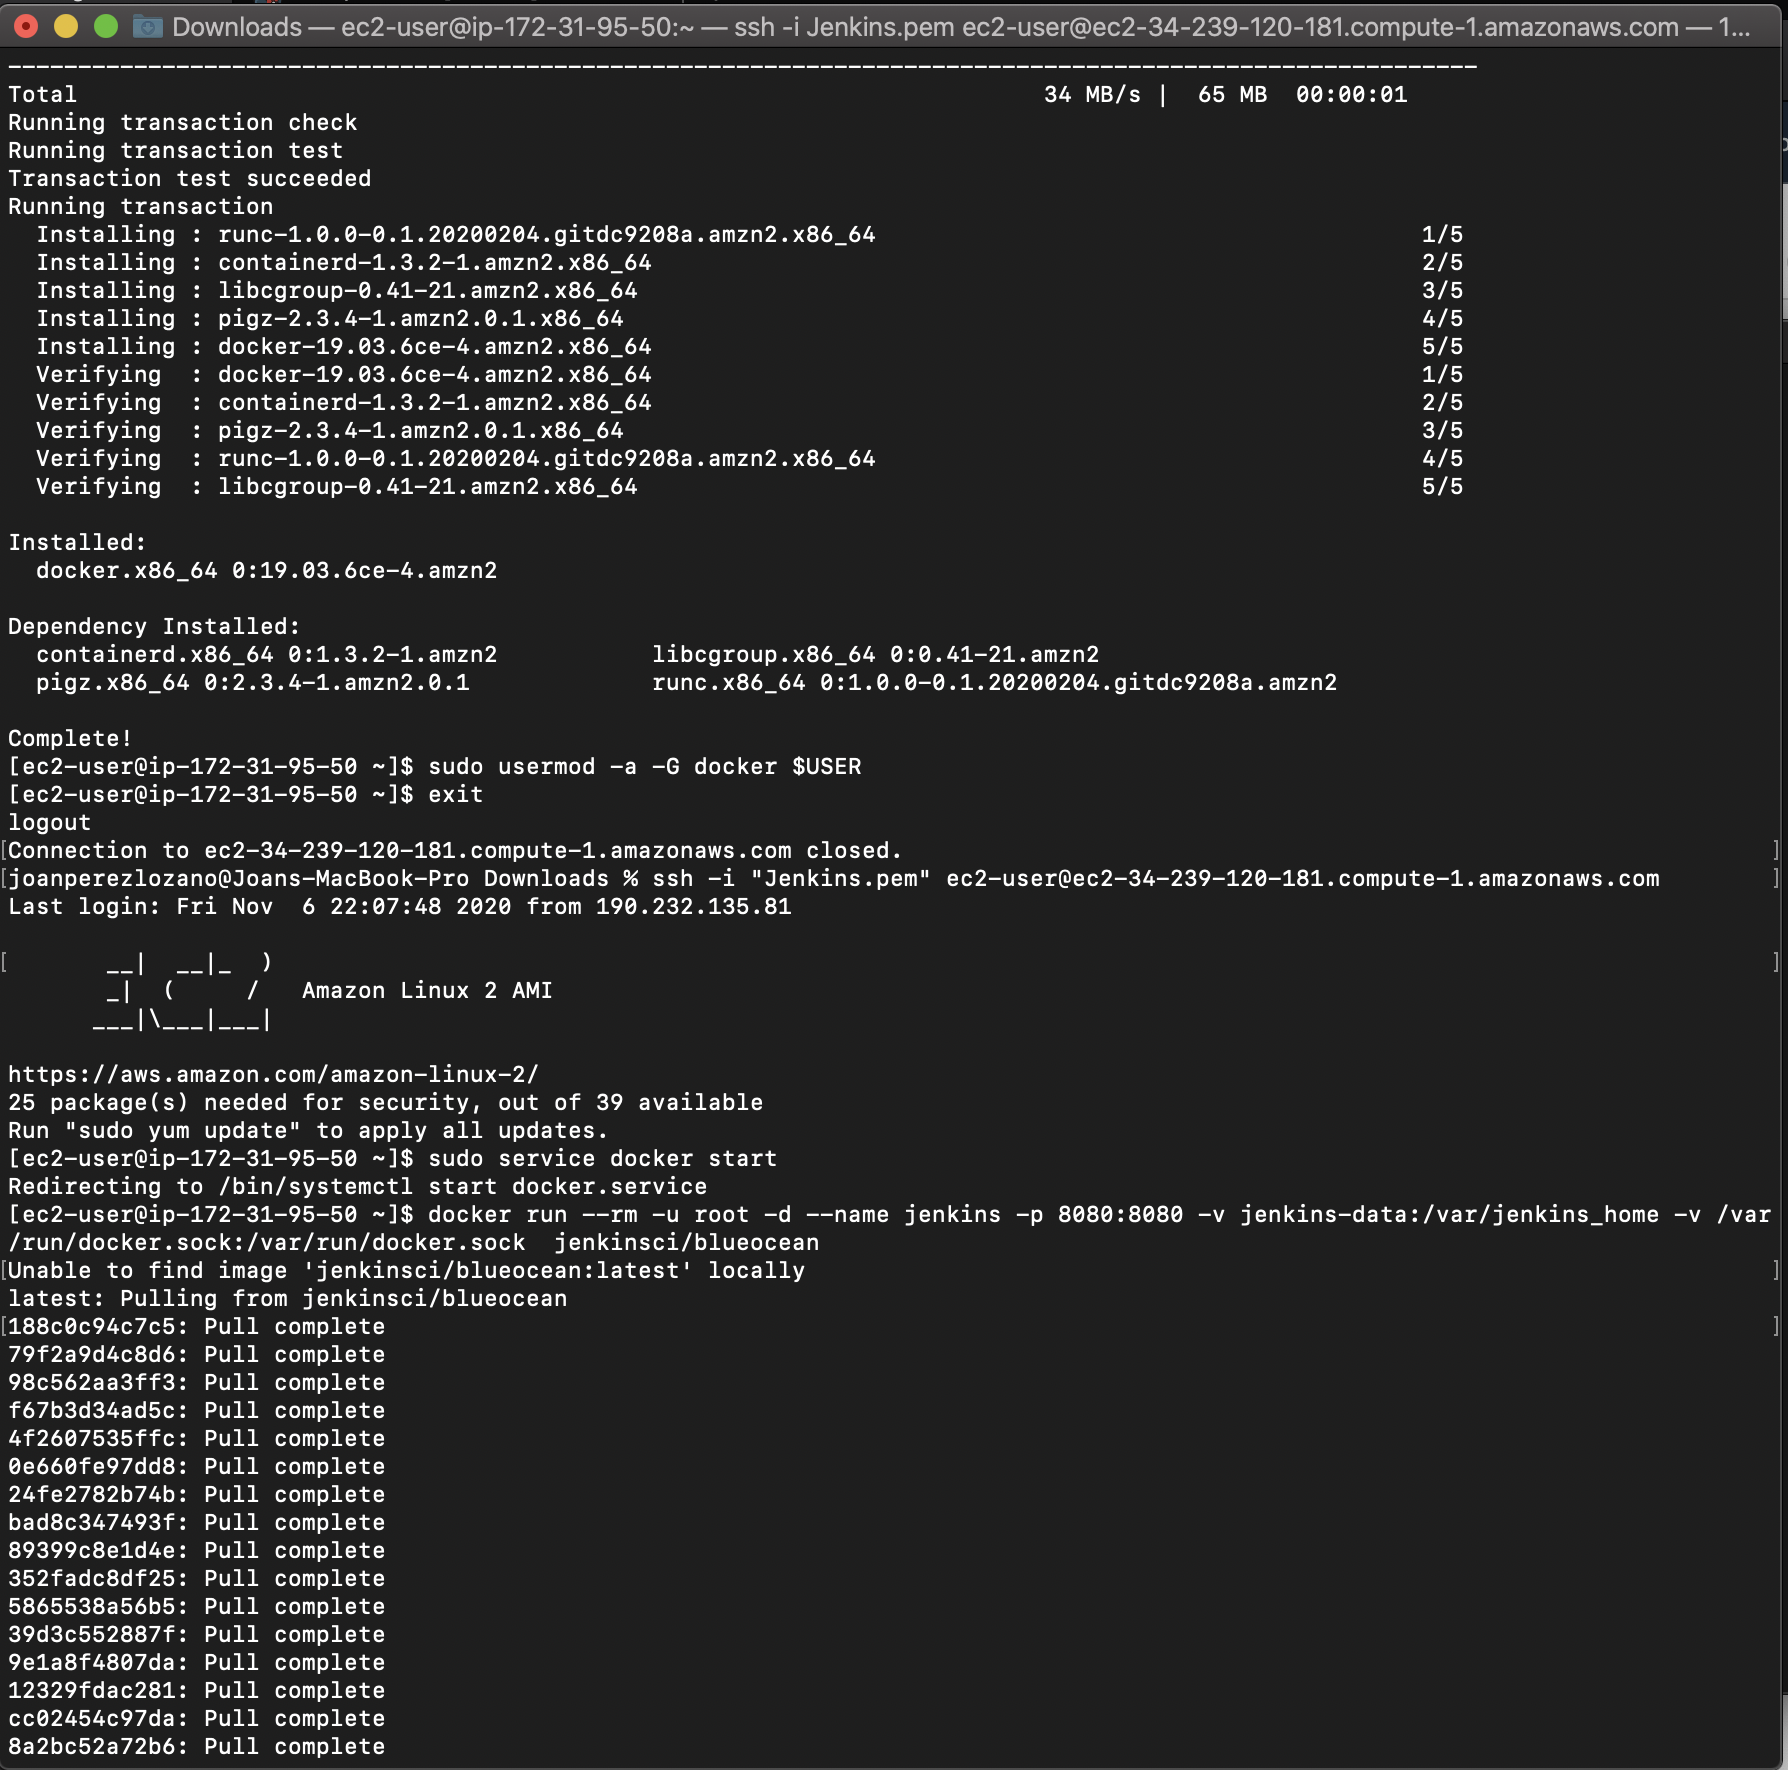 Downloads — ec2-user@ip-172-31-95-50:~ — ssh -i Jenkins.pem ec2-user@ec2-34-239-120-181.compute-1.amazonaws.com — 1...
---------------------------------------------------------------------------------------------------------
Total                                                                      34 MB/s |  65 MB  00:00:01
Running transaction check
Running transaction test
Transaction test succeeded
Running transaction
  Installing : runc-1.0.0-0.1.20200204.gitdc9208a.amzn2.x86_64                                       1/5
  Installing : containerd-1.3.2-1.amzn2.x86_64                                                       2/5
  Installing : libcgroup-0.41-21.amzn2.x86_64                                                        3/5
  Installing : pigz-2.3.4-1.amzn2.0.1.x86_64                                                         4/5
  Installing : docker-19.03.6ce-4.amzn2.x86_64                                                       5/5
  Verifying  : docker-19.03.6ce-4.amzn2.x86_64                                                       1/5
  Verifying  : containerd-1.3.2-1.amzn2.x86_64                                                       2/5
  Verifying  : pigz-2.3.4-1.amzn2.0.1.x86_64                                                         3/5
  Verifying  : runc-1.0.0-0.1.20200204.gitdc9208a.amzn2.x86_64                                       4/5
  Verifying  : libcgroup-0.41-21.amzn2.x86_64                                                        5/5

Installed:
  docker.x86_64 0:19.03.6ce-4.amzn2

Dependency Installed:
  containerd.x86_64 0:1.3.2-1.amzn2           libcgroup.x86_64 0:0.41-21.amzn2
  pigz.x86_64 0:2.3.4-1.amzn2.0.1             runc.x86_64 0:1.0.0-0.1.20200204.gitdc9208a.amzn2

Complete!
[ec2-user@ip-172-31-95-50 ~]$ sudo usermod -a -G docker $USER
[ec2-user@ip-172-31-95-50 ~]$ exit
logout
[Connection to ec2-34-239-120-181.compute-1.amazonaws.com closed. ]
[joanperezlozano@Joans-MacBook-Pro Downloads % ssh -i "Jenkins.pem" ec2-user@ec2-34-239-120-181.compute-1.amazonaws.com ]
Last login: Fri Nov  6 22:07:48 2020 from 190.232.135.81

[      __|  __|_  ) ]
       _|  (     /   Amazon Linux 2 AMI
      ___|\___|___|

https://aws.amazon.com/amazon-linux-2/
25 package(s) needed for security, out of 39 available
Run "sudo yum update" to apply all updates.
[ec2-user@ip-172-31-95-50 ~]$ sudo service docker start
Redirecting to /bin/systemctl start docker.service
[ec2-user@ip-172-31-95-50 ~]$ docker run --rm -u root -d --name jenkins -p 8080:8080 -v jenkins-data:/var/jenkins_home -v /var
/run/docker.sock:/var/run/docker.sock  jenkinsci/blueocean
[Unable to find image 'jenkinsci/blueocean:latest' locally ]
latest: Pulling from jenkinsci/blueocean
[188c0c94c7c5: Pull complete ]
79f2a9d4c8d6: Pull complete
98c562aa3ff3: Pull complete
f67b3d34ad5c: Pull complete
4f2607535ffc: Pull complete
0e660fe97dd8: Pull complete
24fe2782b74b: Pull complete
bad8c347493f: Pull complete
89399c8e1d4e: Pull complete
352fadc8df25: Pull complete
5865538a56b5: Pull complete
39d3c552887f: Pull complete
9e1a8f4807da: Pull complete
12329fdac281: Pull complete
cc02454c97da: Pull complete
8a2bc52a72b6: Pull complete